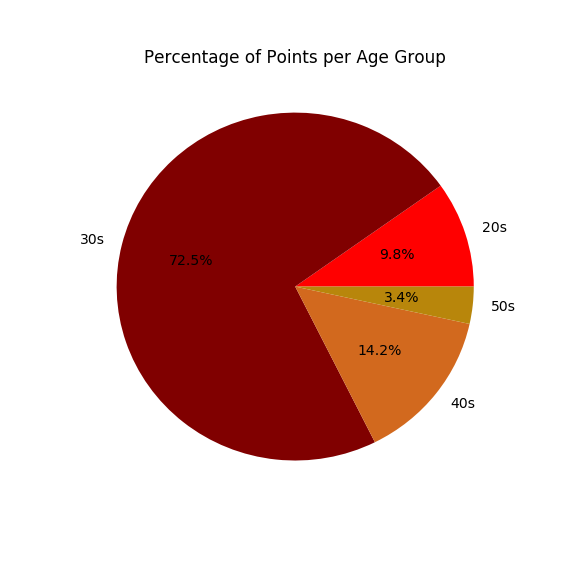 Percentage of Points per Age Group
20s
9.8%
30s
72.5%
3.4%
50s
14.2%
40s